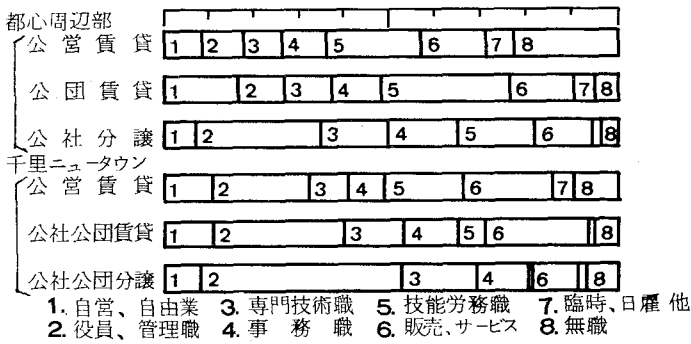 都心周辺部
公営賃貸 1 2 3 4 5 6 7 8
公団賃貸 1 2 3 4 5 6 7 8
公社分譲 1 2 3 4 5 6 8
千里ニュータウン
公営賃貸 1 2 3 4 5 6 7 8
公社公団賃貸 1 2 3 4 5 6 8
公社公団分譲 1 2 3 4 6 8
1. 自営、自由業 3. 専門技術職 5. 技能労務職 7. 臨時、日雇他
2. 役員、管理職 4. 事務職 6. 販売、サービス 8. 無職